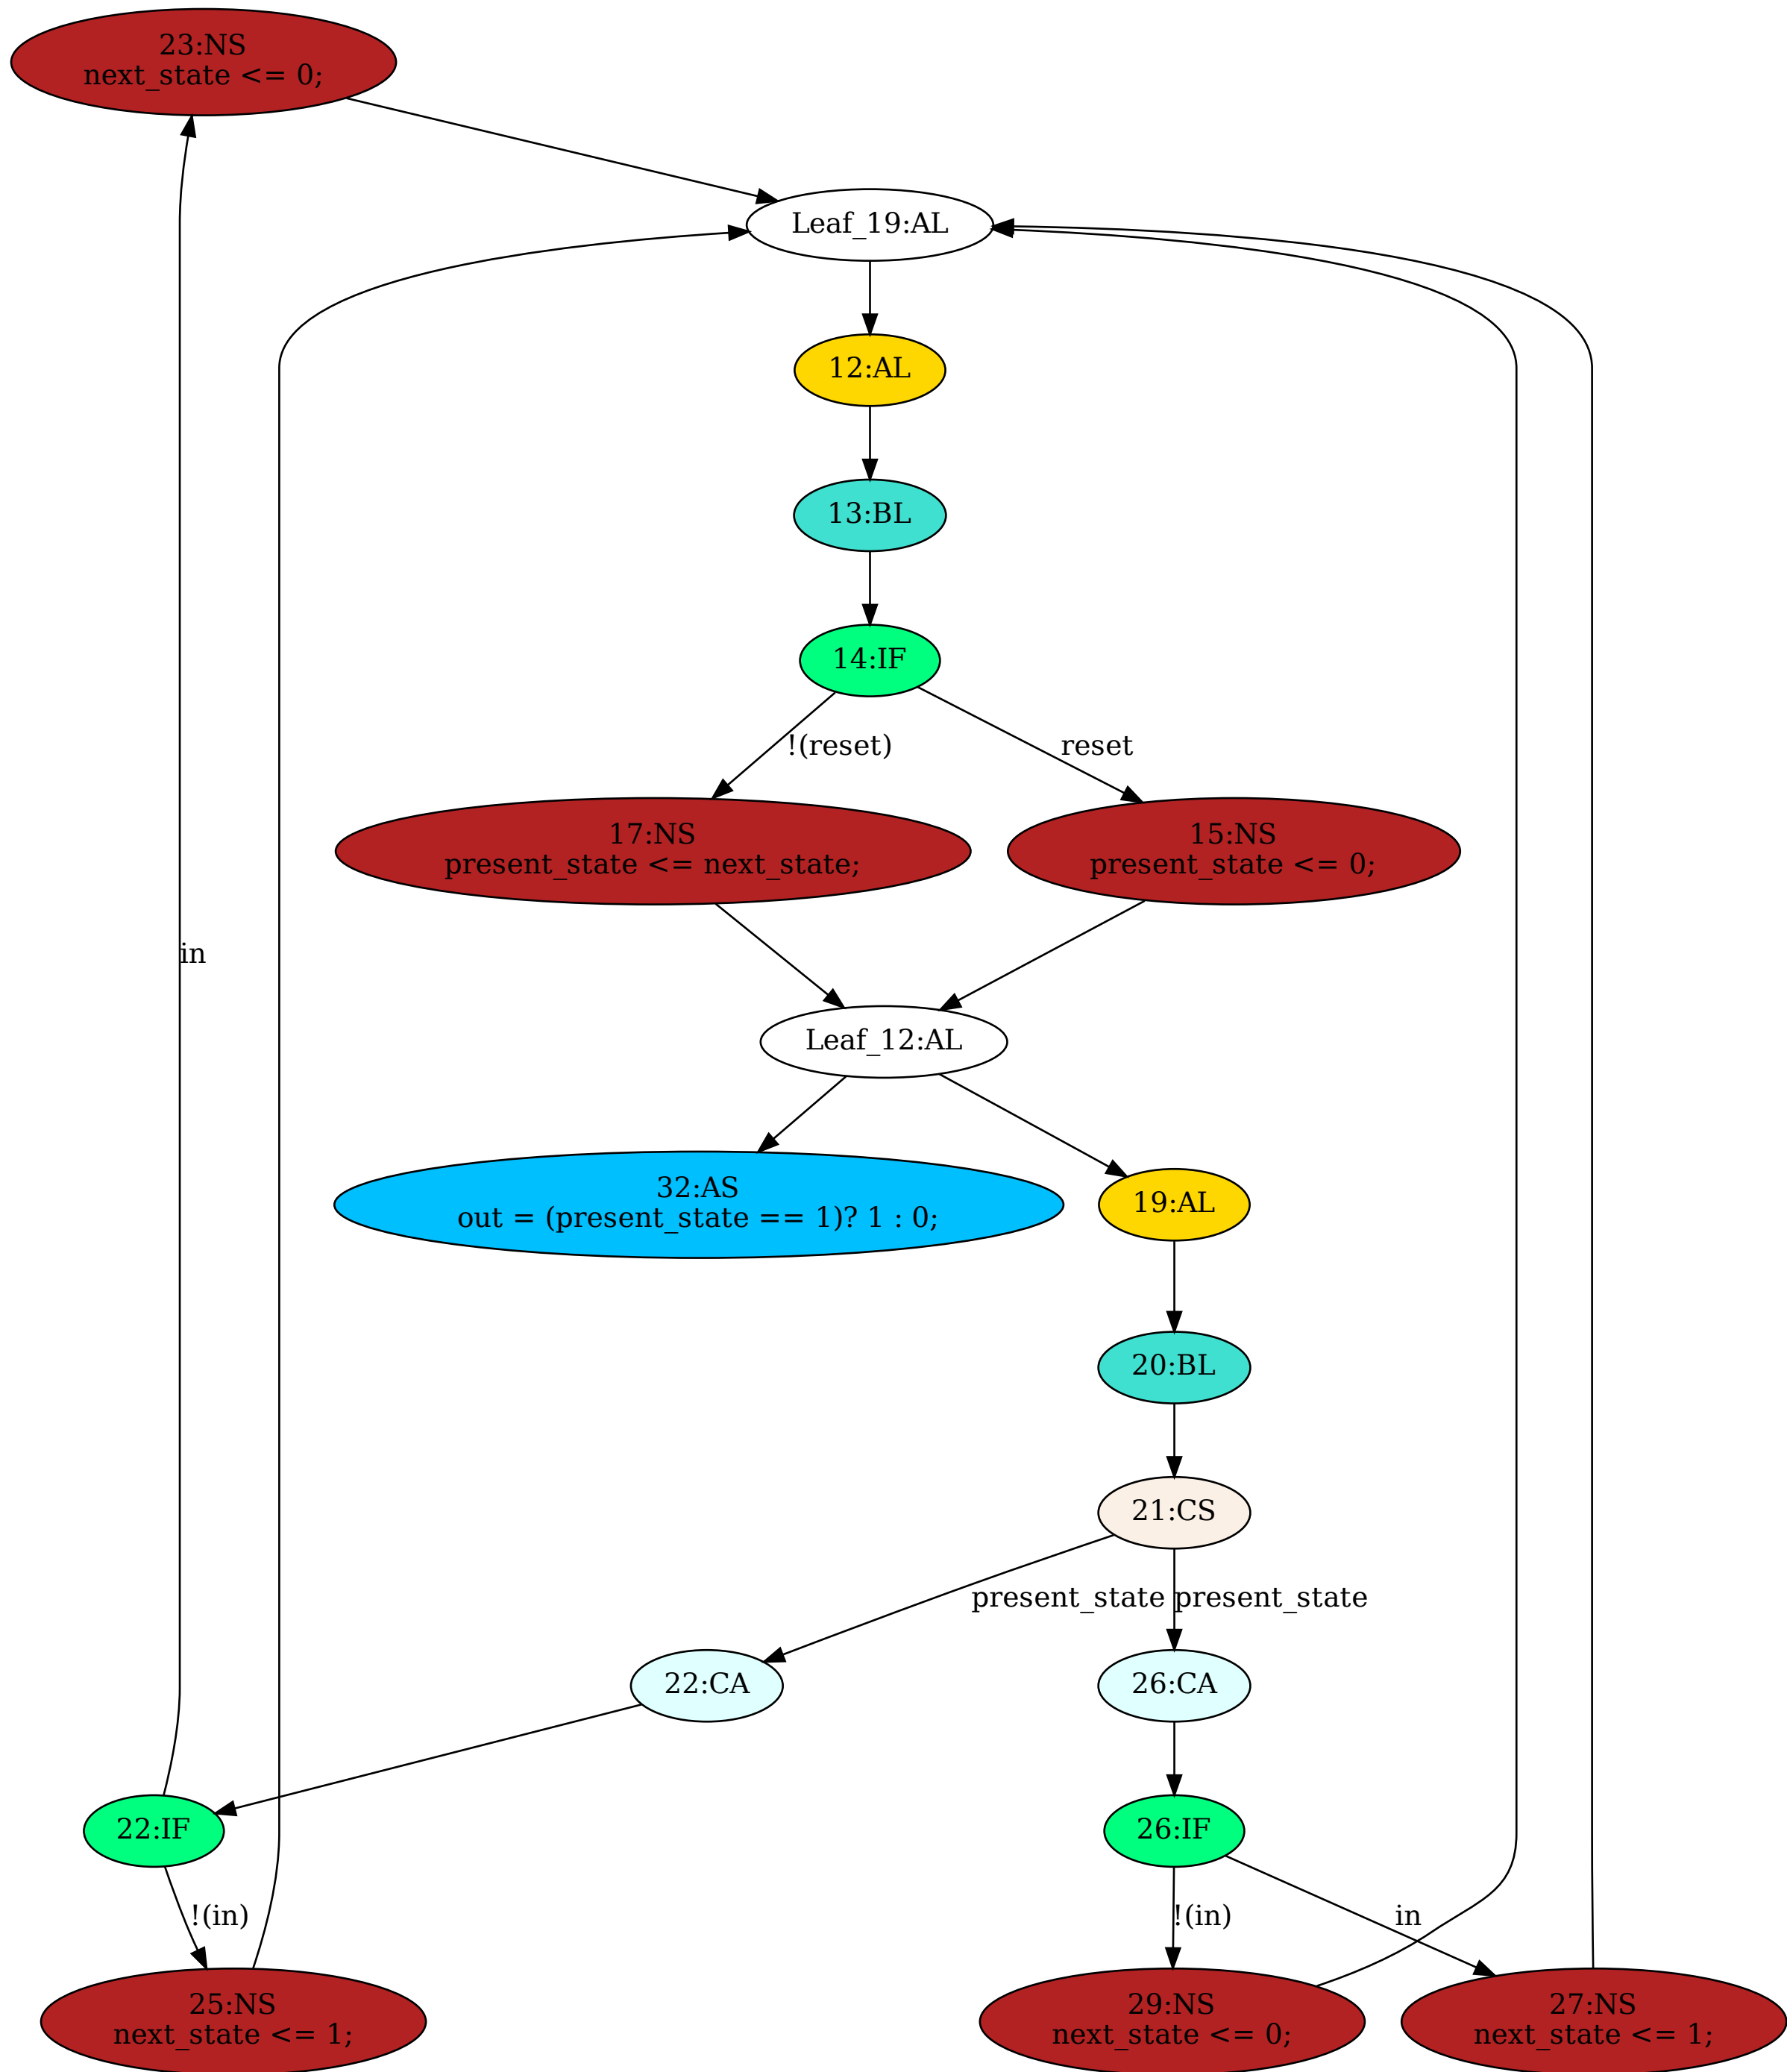 23:NS
next_state <= 0;
Leaf_19:AL
12:AL
13:BL
14:IF
!(reset)
reset
17:NS
present_state <= next_state;
15:NS
present_state <= 0;
in
Leaf_12:AL
32:AS
out = (present_state == 1)? 1 : 0;
19:AL
20:BL
21:CS
present_state
present_state
22:CA
26:CA
22:IF
26:IF
!(in)
!(in)
in
25:NS
next_state <= 1;
29:NS
next_state <= 0;
27:NS
next_state <= 1;